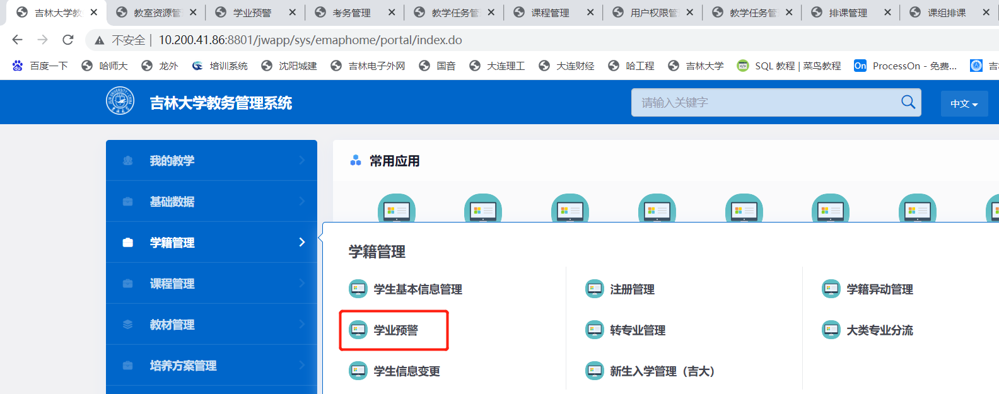 吉林大学教 教室资源管 学业预警 考务管理 教学任务管 课程管理 用户权限管 教学任务管 排课管理 课组排课
不安全 | 10.200.41.86:8801/jwapp/sys/emaphome/portal/index.do
百度一下 哈师大 龙外 培训系统 沈阳城建 吉林电子外网 国音 大连理工 大连财经 哈工程 吉林大学 SQL 教程 | 菜鸟教程 On ProcessOn - 免费... 吉
吉林大学教务管理系统 请输入关键字 中文
我的教学
常用应用
基础数据
学籍管理
学籍管理
课程管理
学生基本信息管理 注册管理 学籍异动管理
教材管理
学业预警 转专业管理 大类专业分流
培养方案管理
学生信息变更 新生入学管理（吉大）